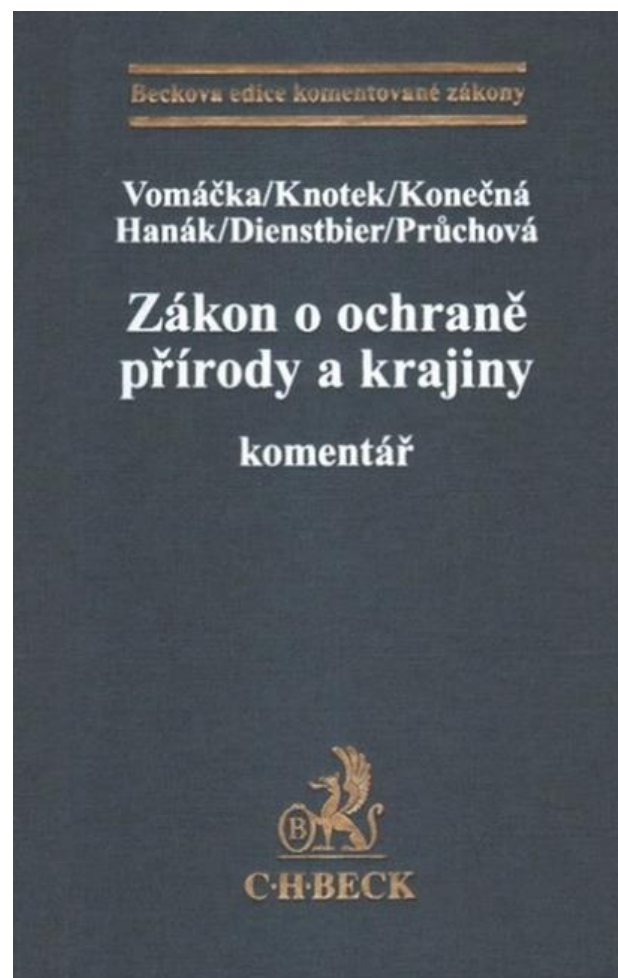 Beckova edice komentované zákony
Vomáčka/Knotek/Konečná
Hanák/Dienstbier/Průchová
Zákon o ochraně
přírody a krajiny
komentář
B
C·H·BECK